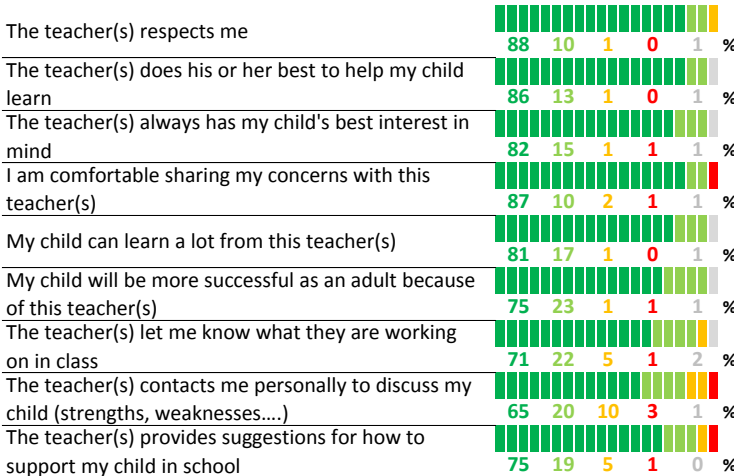 The teacher(s) respects me
88 10 1 0 1 %
The teacher(s) does his or her best to help my child
learn
86 13 1 0 1 %
The teacher(s) always has my child's best interest in
mind
82 15 1 1 1 %
I am comfortable sharing my concerns with this
teacher(s)
87 10 2 1 1 %
My child can learn a lot from this teacher(s)
81 17 1 0 1 %
My child will be more successful as an adult because
of this teacher(s)
75 23 1 1 1 %
The teacher(s) let me know what they are working
on in class
71 22 5 1 2 %
The teacher(s) contacts me personally to discuss my
child (strengths, weaknesses....)
65 20 10 3 1 %
The teacher(s) provides suggestions for how to
support my child in school
75 19 5 1 0 %